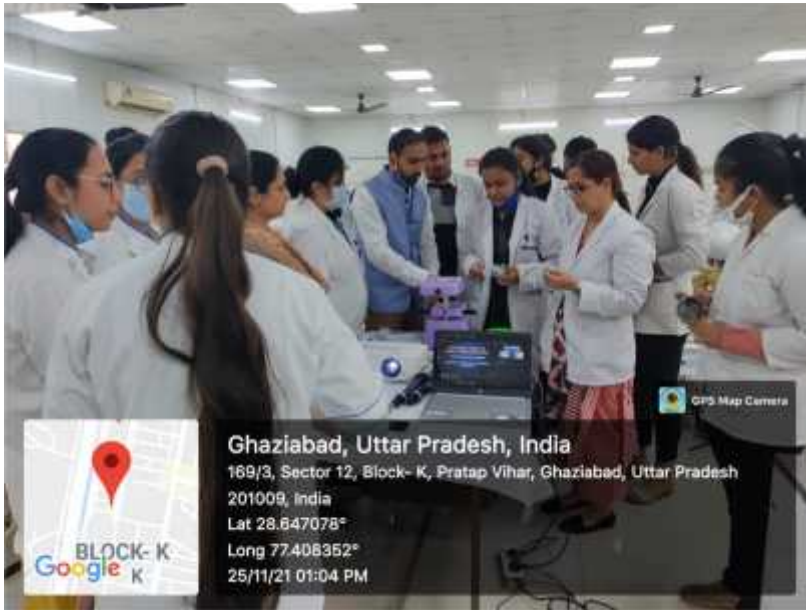 GPS Map Camera
Ghaziabad, Uttar Pradesh, India
169/3, Sector 12, Block- K, Pratap Vihar, Ghaziabad, Uttar Pradesh
201009, India
Lat 28.647078°
Long 77.408352°
25/11/21 01:04 PM
BLOCK- K
Google
K